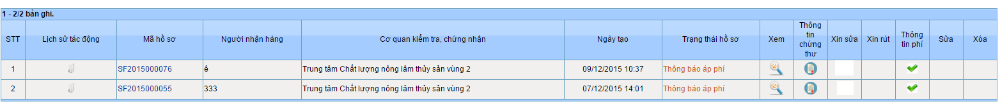 1 - 2/2 bản ghi.
STT Lịch sử tác động Mã hồ sơ Người nhận hàng Cơ quan kiểm tra, chứng nhận Ngày tạo Trạng thái hồ sơ Xem Thông tin chứng thư Xin sửa Xin rút Thông tin phí Sửa Xóa
1 SF2015000076 ê Trung tâm Chất lượng nông lâm thủy sản vùng 2 09/12/2015 10:37 Thông báo áp phí
2 SF2015000055 333 Trung tâm Chất lượng nông lâm thủy sản vùng 2 07/12/2015 14:01 Thông báo áp phí